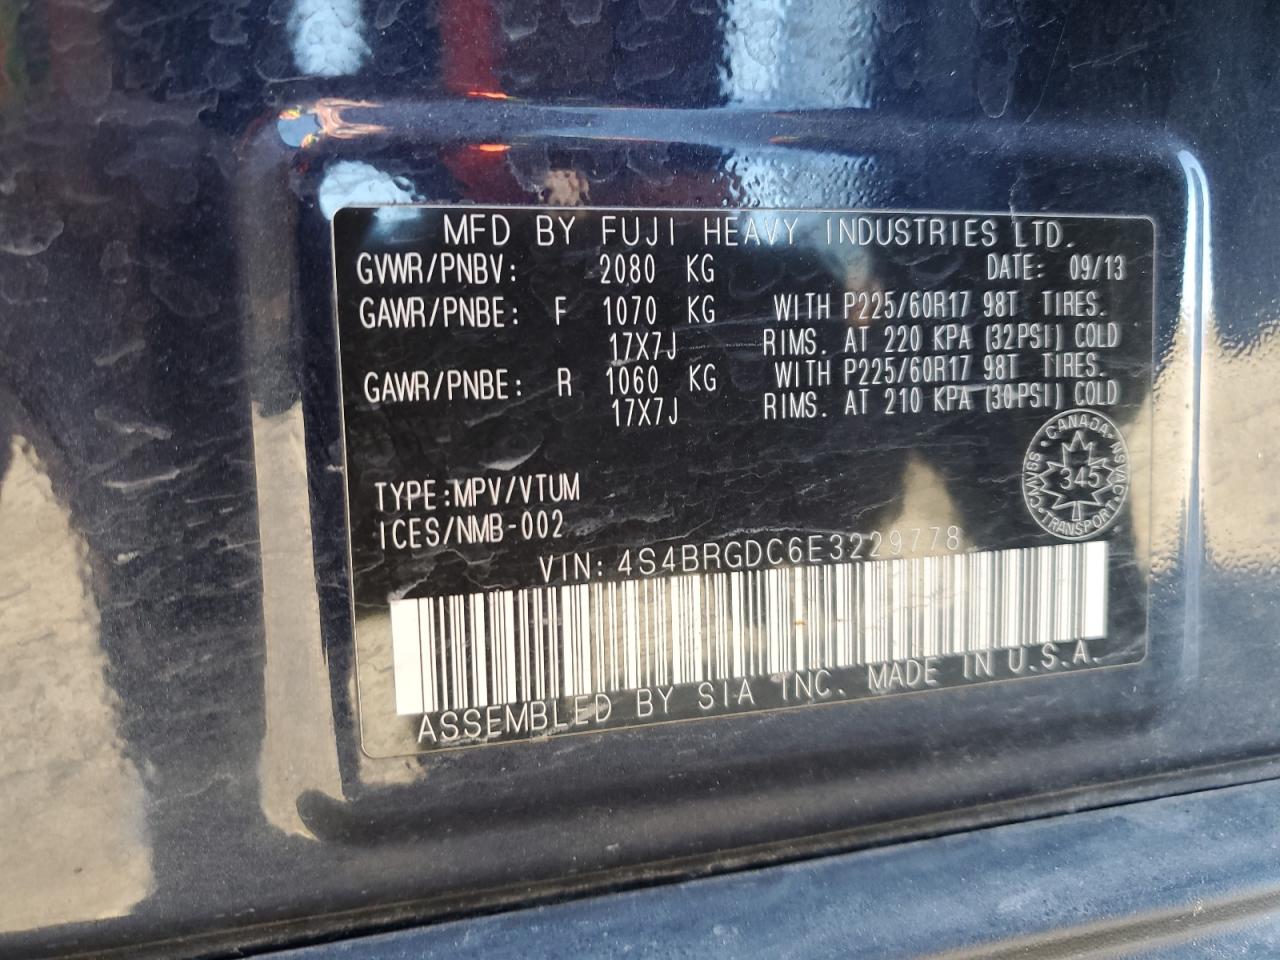 MFD BY FUJI HEAVY INDUSTRIES LTD.
GVWR/PNBV: 2080 KG DATE: 09/13
GAWR/PNBE: F 1070 KG WITH P225/60R17 98T TIRES.
17X7J RIMS. AT 220 KPA (32PSI) COLD
GAWR/PNBE: R 1060 KG WITH P225/60R17 98T TIRES.
17X7J RIMS. AT 210 KPA (30PSI) COLD
CANADA
CMVSS
NSVAC
345
TRANSPORT
TYPE:MPV/VTUM
ICES/NMB-002
VIN: 4S4BRGDC6E3229778
ASSEMBLED BY SIA INC. MADE IN U.S.A.